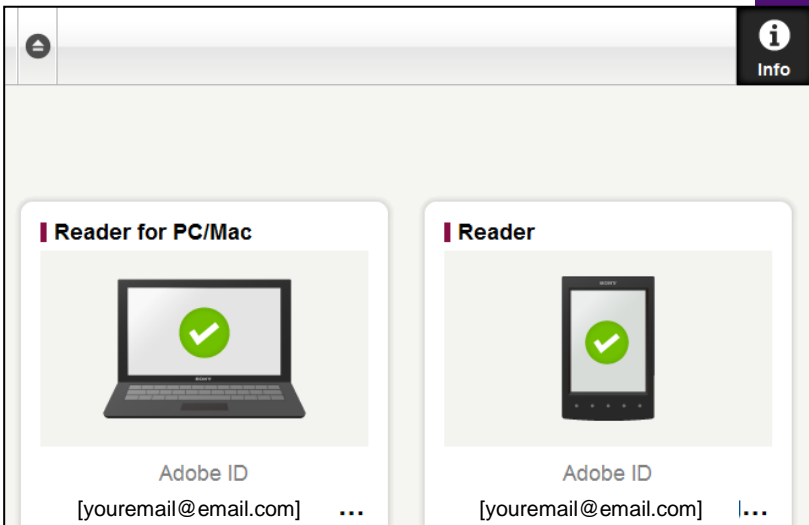 Info
Reader for PC/Mac
Reader
SONY
SONY
Adobe ID
Adobe ID
[youremail@email.com] ...
[youremail@email.com] ...